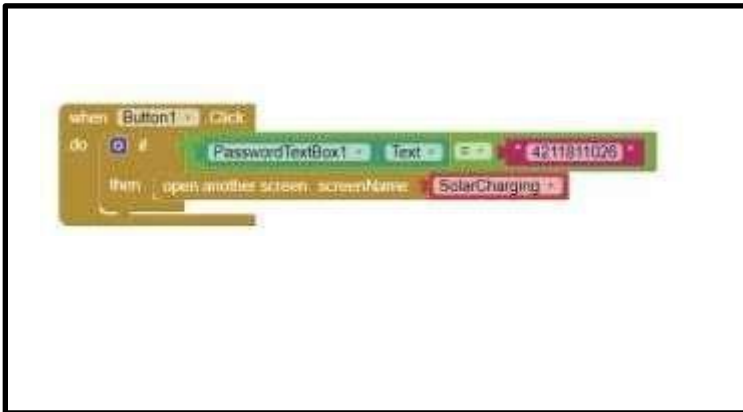 when Button1 .Click
do if PasswordTextBox1 . Text = " 4211811026 "
then open another screen screenName SolarCharging